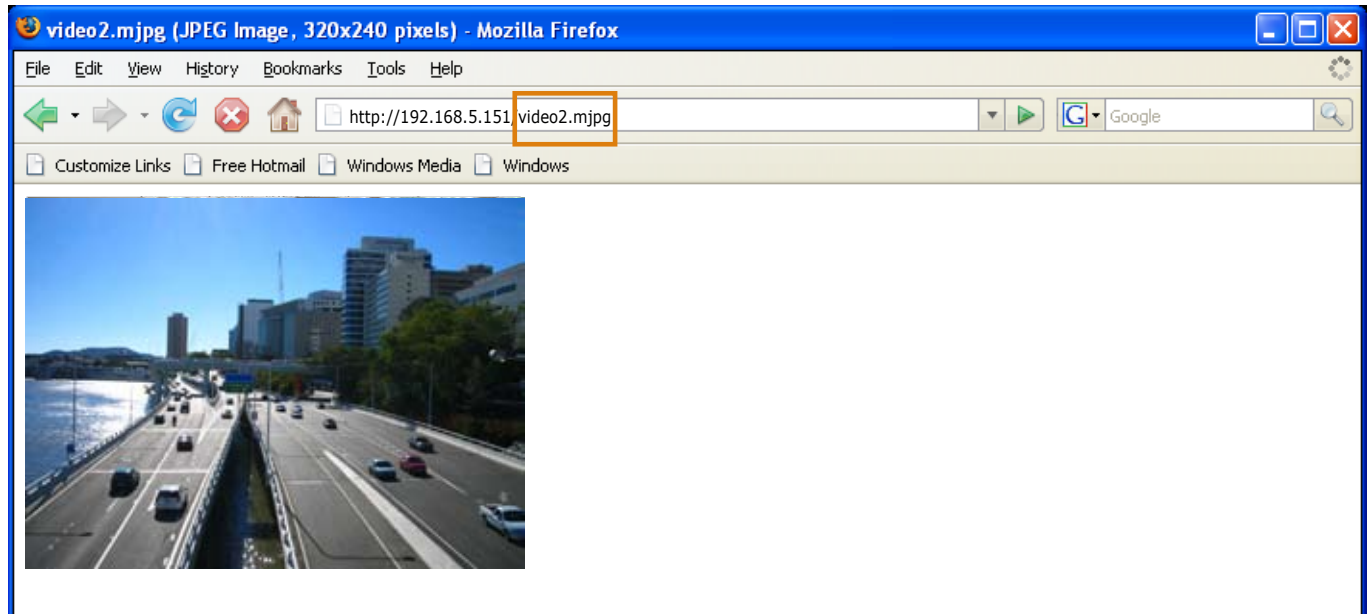 video2.mjpg (JPEG Image, 320x240 pixels) - Mozilla Firefox
File Edit View History Bookmarks Tools Help
http://192.168.5.151/video2.mjpg
G Google
Customize Links Free Hotmail Windows Media Windows